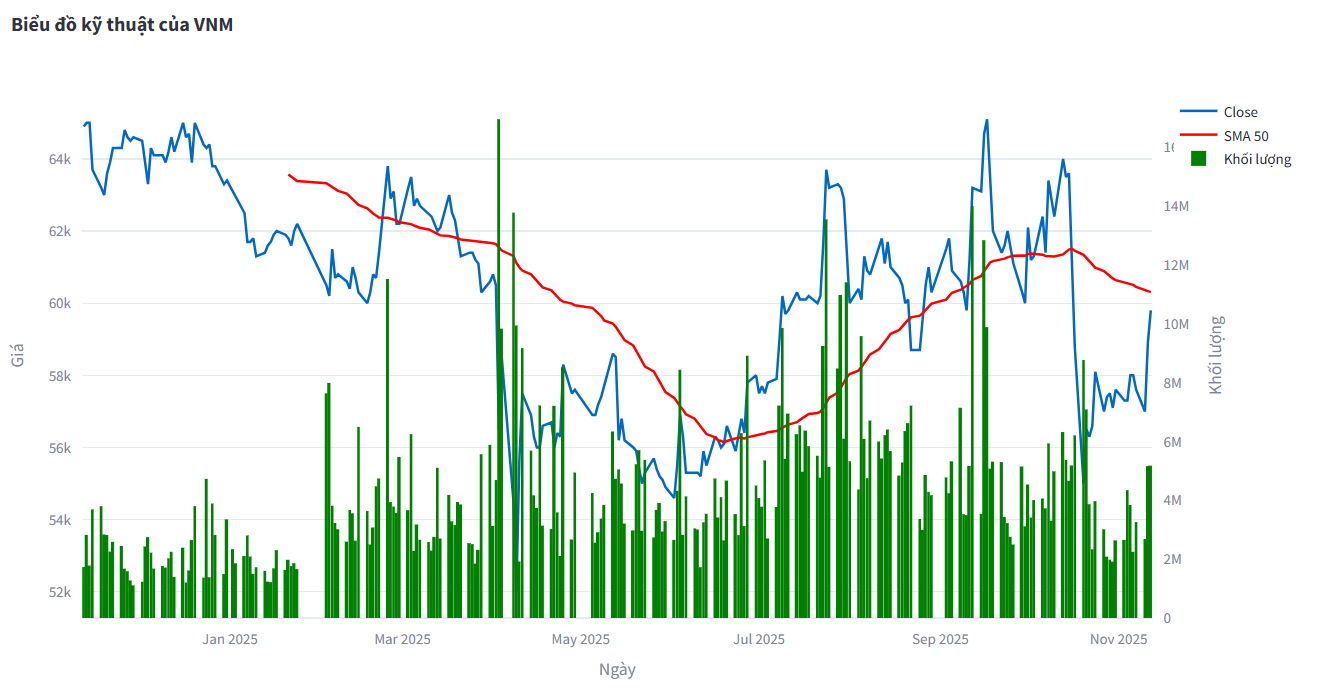 Biểu đồ kỹ thuật của VNM
Close
SMA 50
Khối lượng
64k
62k
60k
58k
56k
54k
52k
Giá
14M
12M
10M
8M
6M
4M
2M
0
Khối lượng
Jan 2025
Mar 2025
May 2025
Jul 2025
Sep 2025
Nov 2025
Ngày